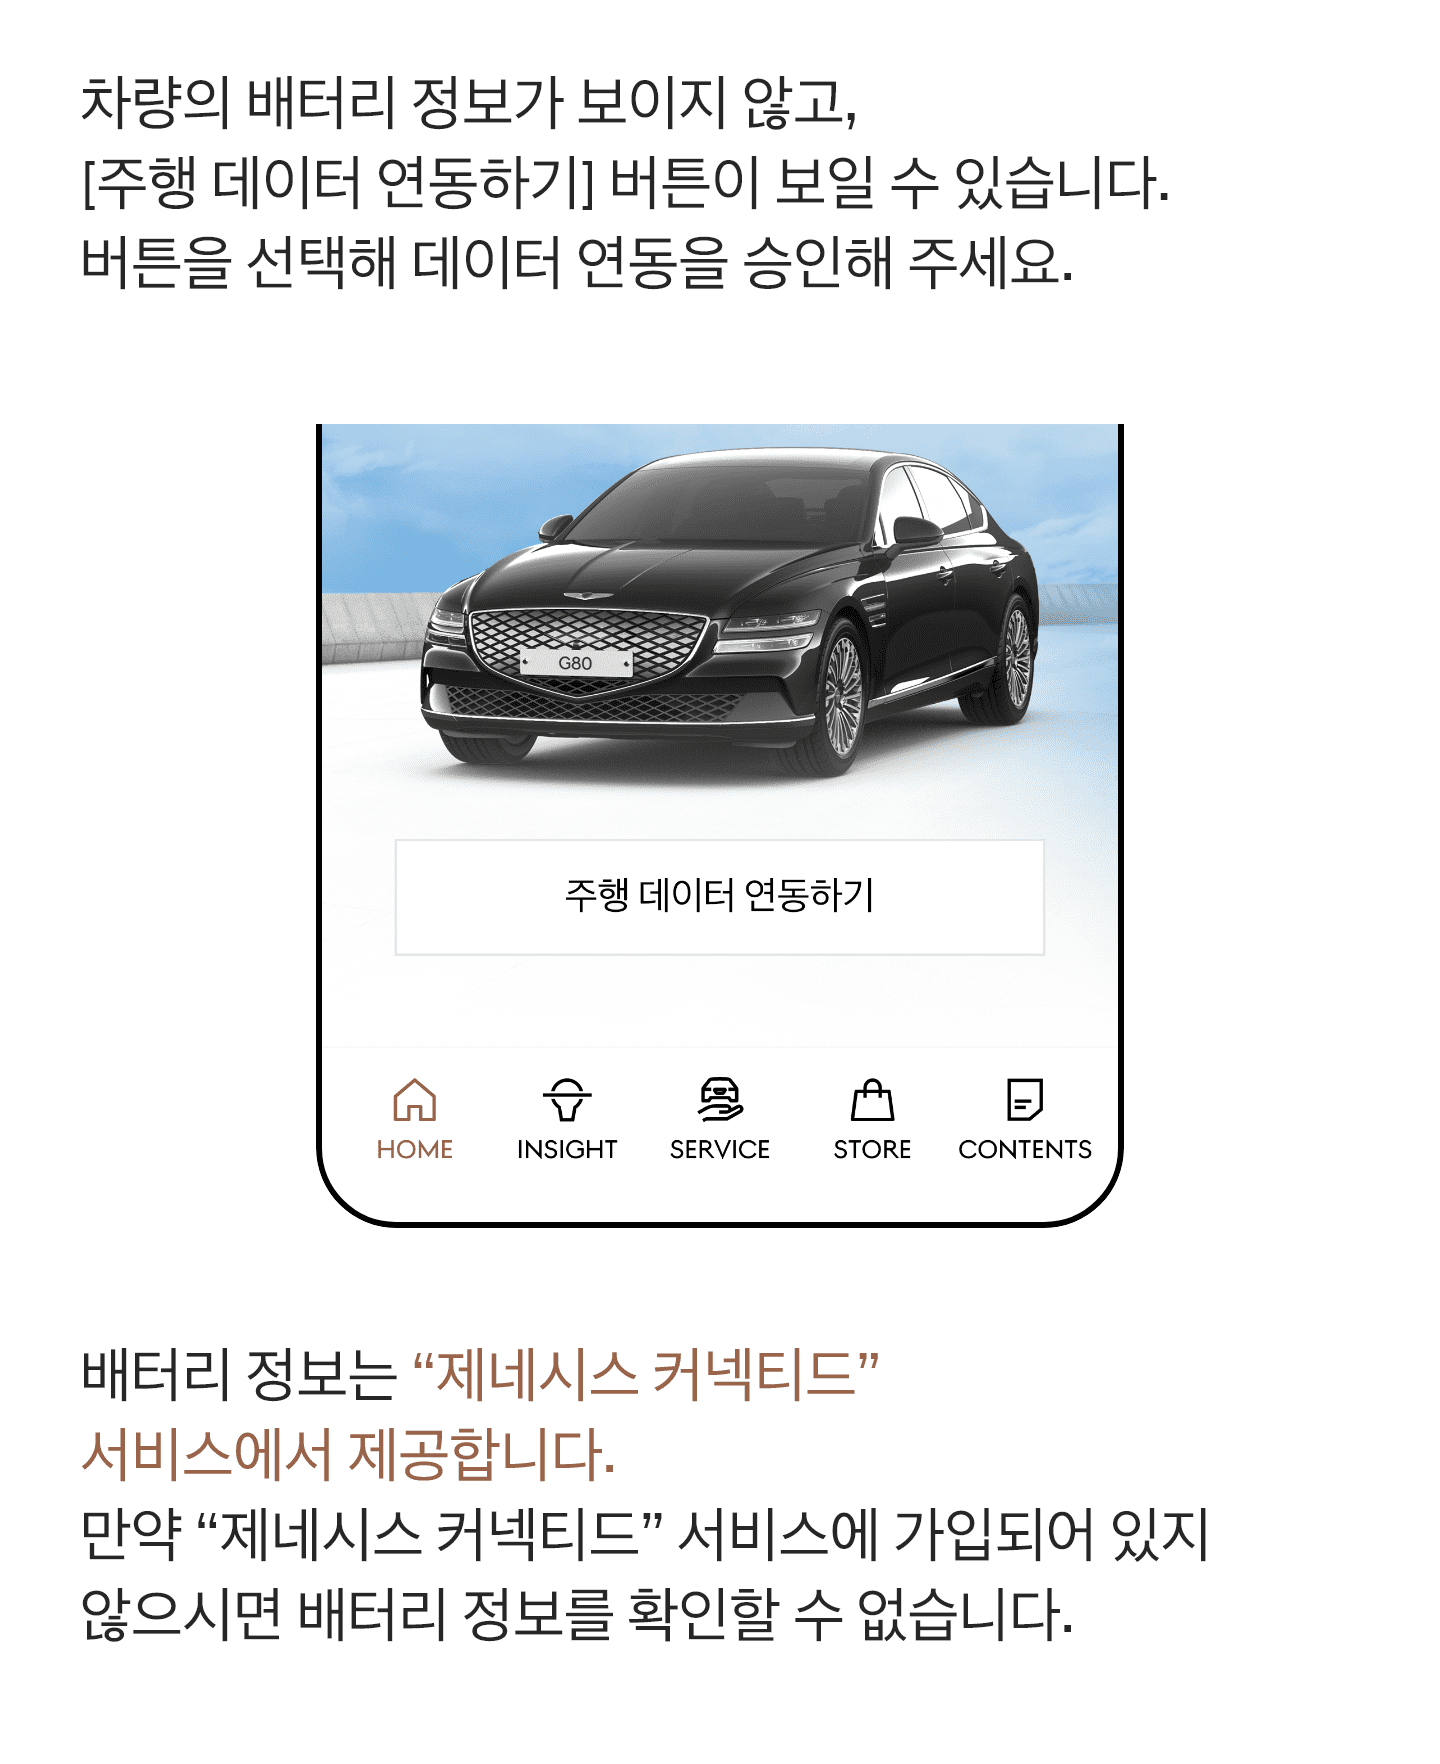 차량의 배터리 정보가 보이지 않고,
[주행 데이터 연동하기] 버튼이 보일 수 있습니다.
버튼을 선택해 데이터 연동을 승인해 주세요.
G80
주행 데이터 연동하기
HOME INSIGHT SERVICE STORE CONTENTS
배터리 정보는 “제네시스 커넥티드”
서비스에서 제공합니다.
만약 “제네시스 커넥티드” 서비스에 가입되어 있지
않으시면 배터리 정보를 확인할 수 없습니다.